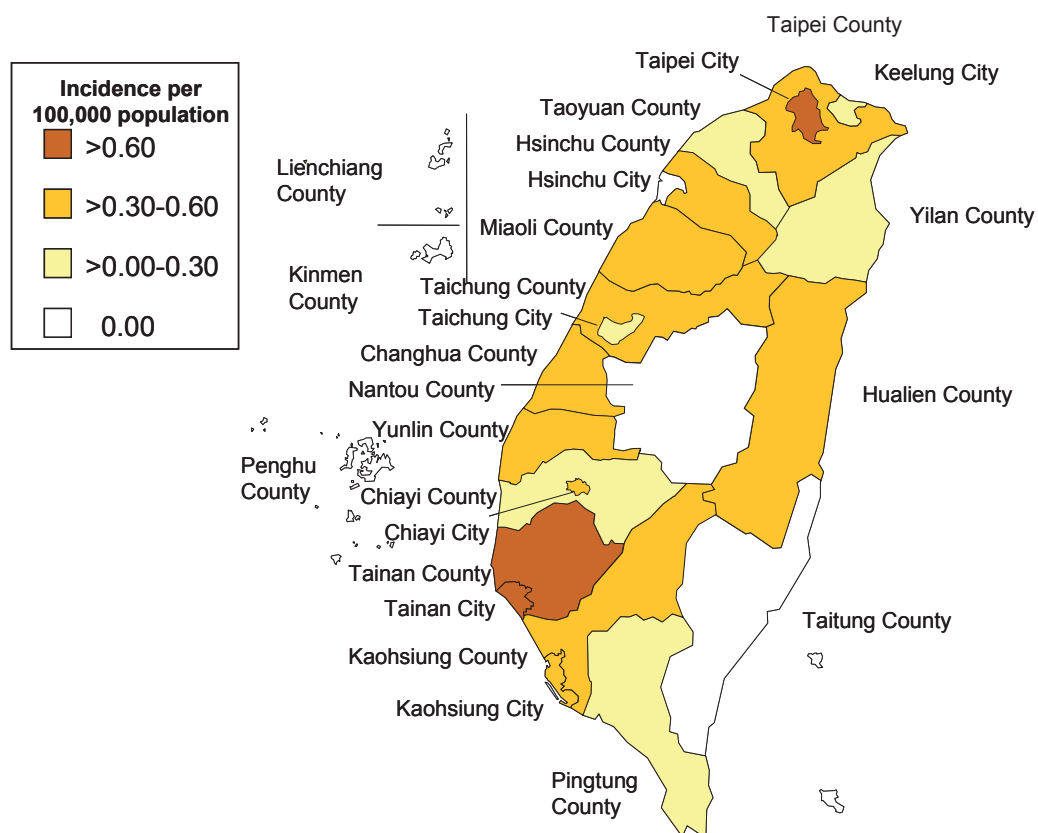 Taipei County
Taipei City
Keelung City
Incidence per
100,000 population
>0.60
>0.30-0.60
>0.00-0.30
0.00
Taoyuan County
Hsinchu County
Lienchiang
County
Hsinchu City
Yilan County
Miaoli County
Kinmen
County
Taichung County
Taichung City
Changhua County
Nantou County
Hualien County
Yunlin County
Penghu
County
Chiayi County
Chiayi City
Tainan County
Tainan City
Taitung County
Kaohsiung County
Kaohsiung City
Pingtung
County